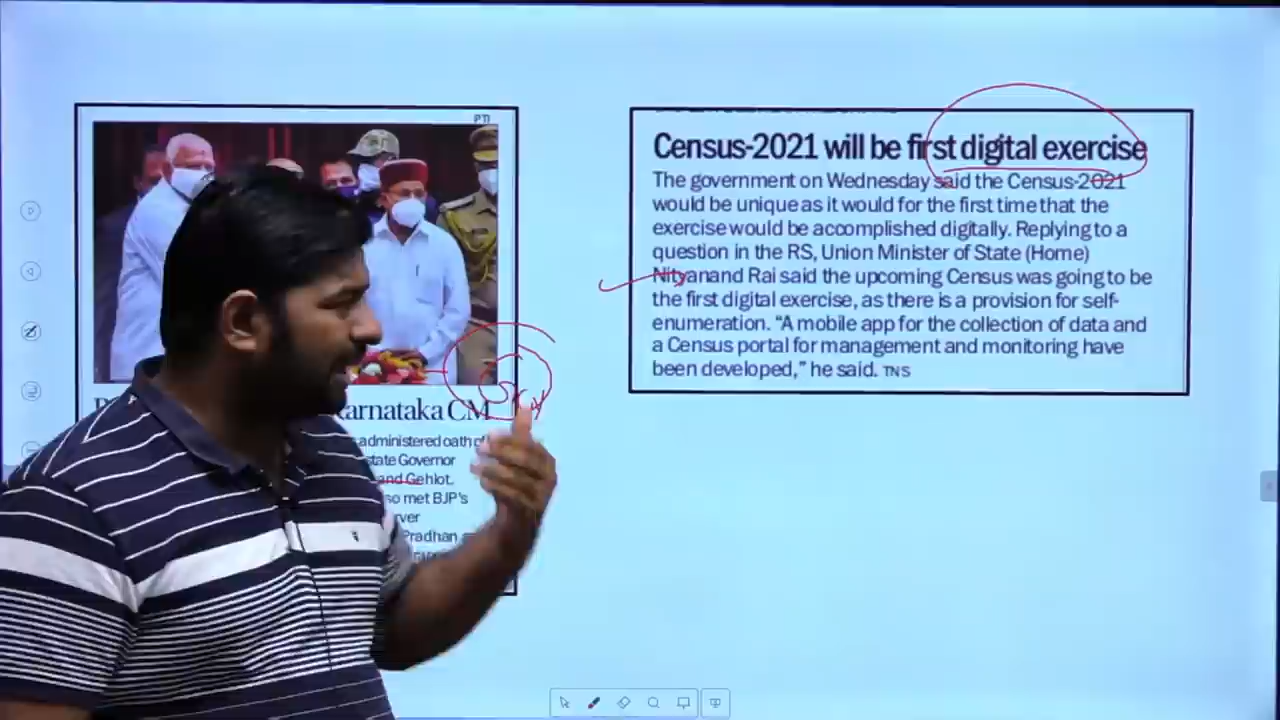 PTI
Karnataka CM
administered oath of
state Governor
and Gehlot.
so met BJP's
rver
Pradhan
Census-2021 will be first digital exercise
The government on Wednesday said the Census-2021
would be unique as it would for the first time that the
exercise would be accomplished digitally. Replying to a
question in the RS, Union Minister of State (Home)
Nityanand Rai said the upcoming Census was going to be
the first digital exercise, as there is a provision for self-
enumeration. “A mobile app for the collection of data and
a Census portal for management and monitoring have
been developed,” he said. TNS